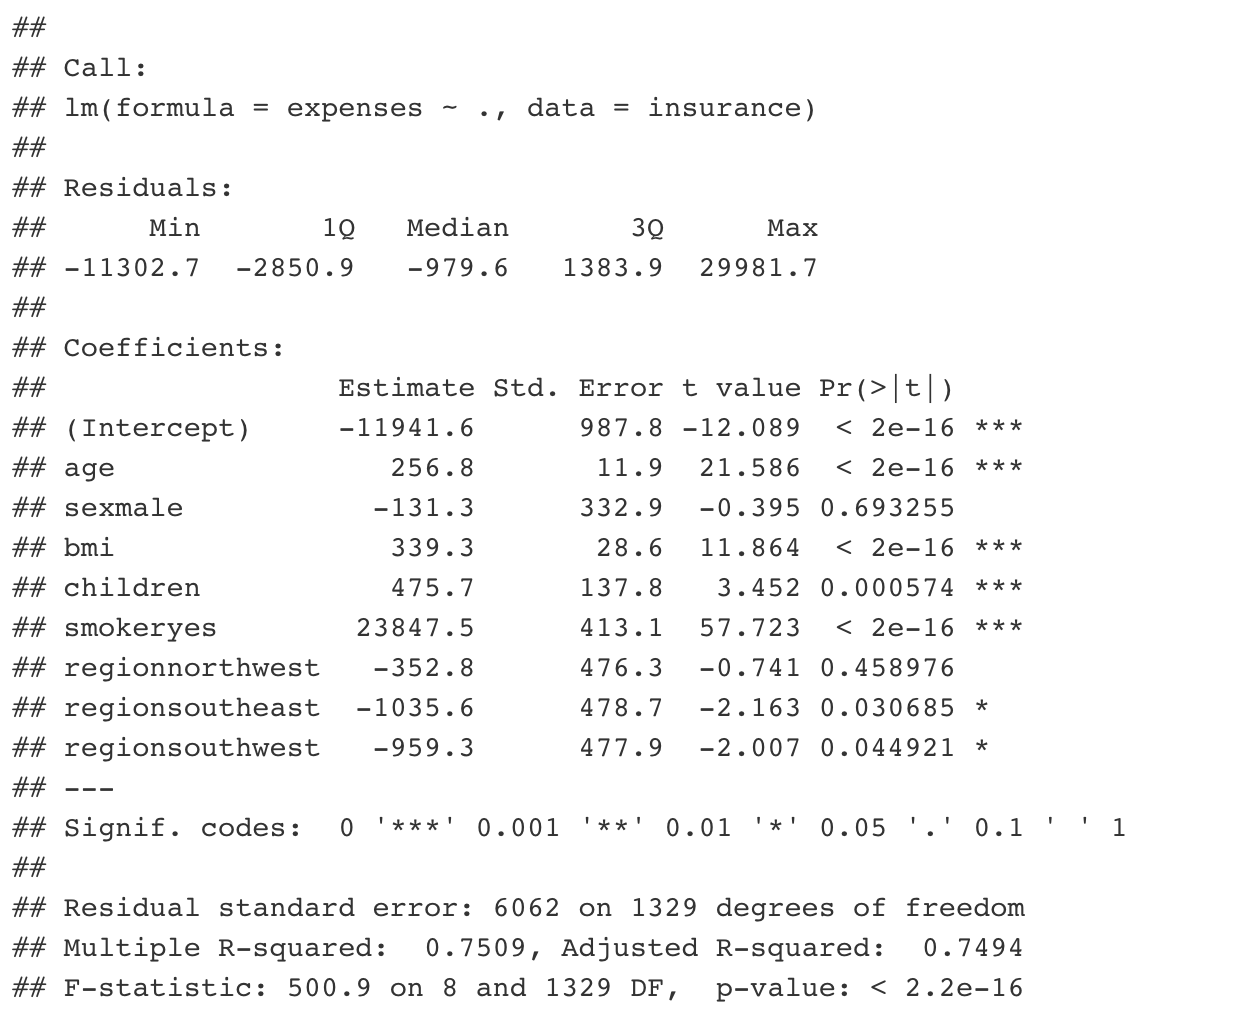 ##
## Call:
## lm(formula = expenses ~ ., data = insurance)
##
## Residuals:
##      Min       1Q   Median       3Q      Max
## -11302.7  -2850.9   -979.6   1383.9  29981.7
##
## Coefficients:
##                 Estimate Std. Error t value Pr(>|t|)
## (Intercept)     -11941.6      987.8 -12.089  < 2e-16 ***
## age                256.8       11.9  21.586  < 2e-16 ***
## sexmale           -131.3      332.9  -0.395 0.693255
## bmi                339.3       28.6  11.864  < 2e-16 ***
## children           475.7      137.8   3.452 0.000574 ***
## smokeryes        23847.5      413.1  57.723  < 2e-16 ***
## regionnorthwest   -352.8      476.3  -0.741 0.458976
## regionsoutheast  -1035.6      478.7  -2.163 0.030685 *
## regionsouthwest   -959.3      477.9  -2.007 0.044921 *
## ---
## Signif. codes:  0 '***' 0.001 '**' 0.01 '*' 0.05 '.' 0.1 ' ' 1
##
## Residual standard error: 6062 on 1329 degrees of freedom
## Multiple R-squared:  0.7509, Adjusted R-squared:  0.7494
## F-statistic: 500.9 on 8 and 1329 DF,  p-value: < 2.2e-16